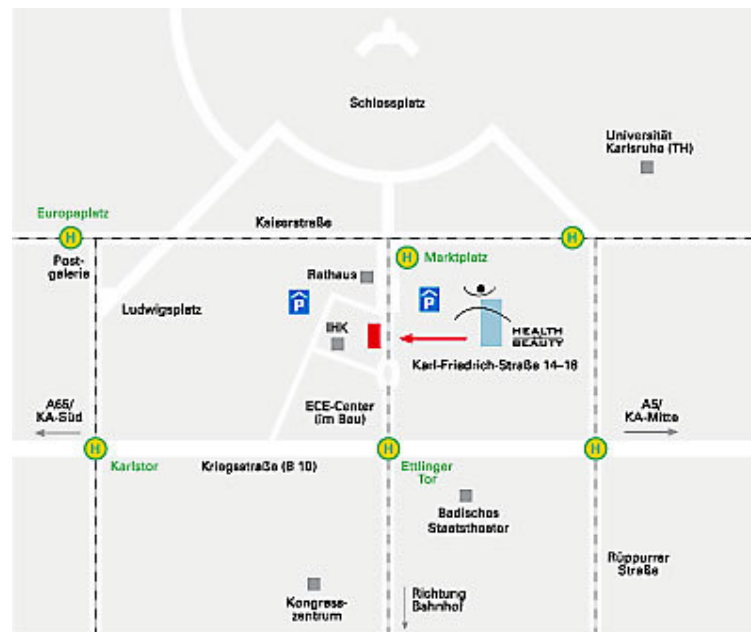 Schlossplatz
Universität
Karlsruhe (TH)
Europaplatz
Kaiserstraße
H
H
H
Marktplatz
Post-
galerie
Rathaus
P
P
Ludwigsplatz
IHK
HEALTH
BEAUTY
Karl-Friedrich-Straße 14–18
A65/
KA-Süd
ECE-Center
(im Bau)
A5/
KA-Mitte
H
H
H
Karlstor
Kriegsstraße (B 10)
Ettlinger
Tor
Badisches
Staatstheater
Rüppurrer
Straße
Kongress-
zentrum
Richtung
Bahnhof